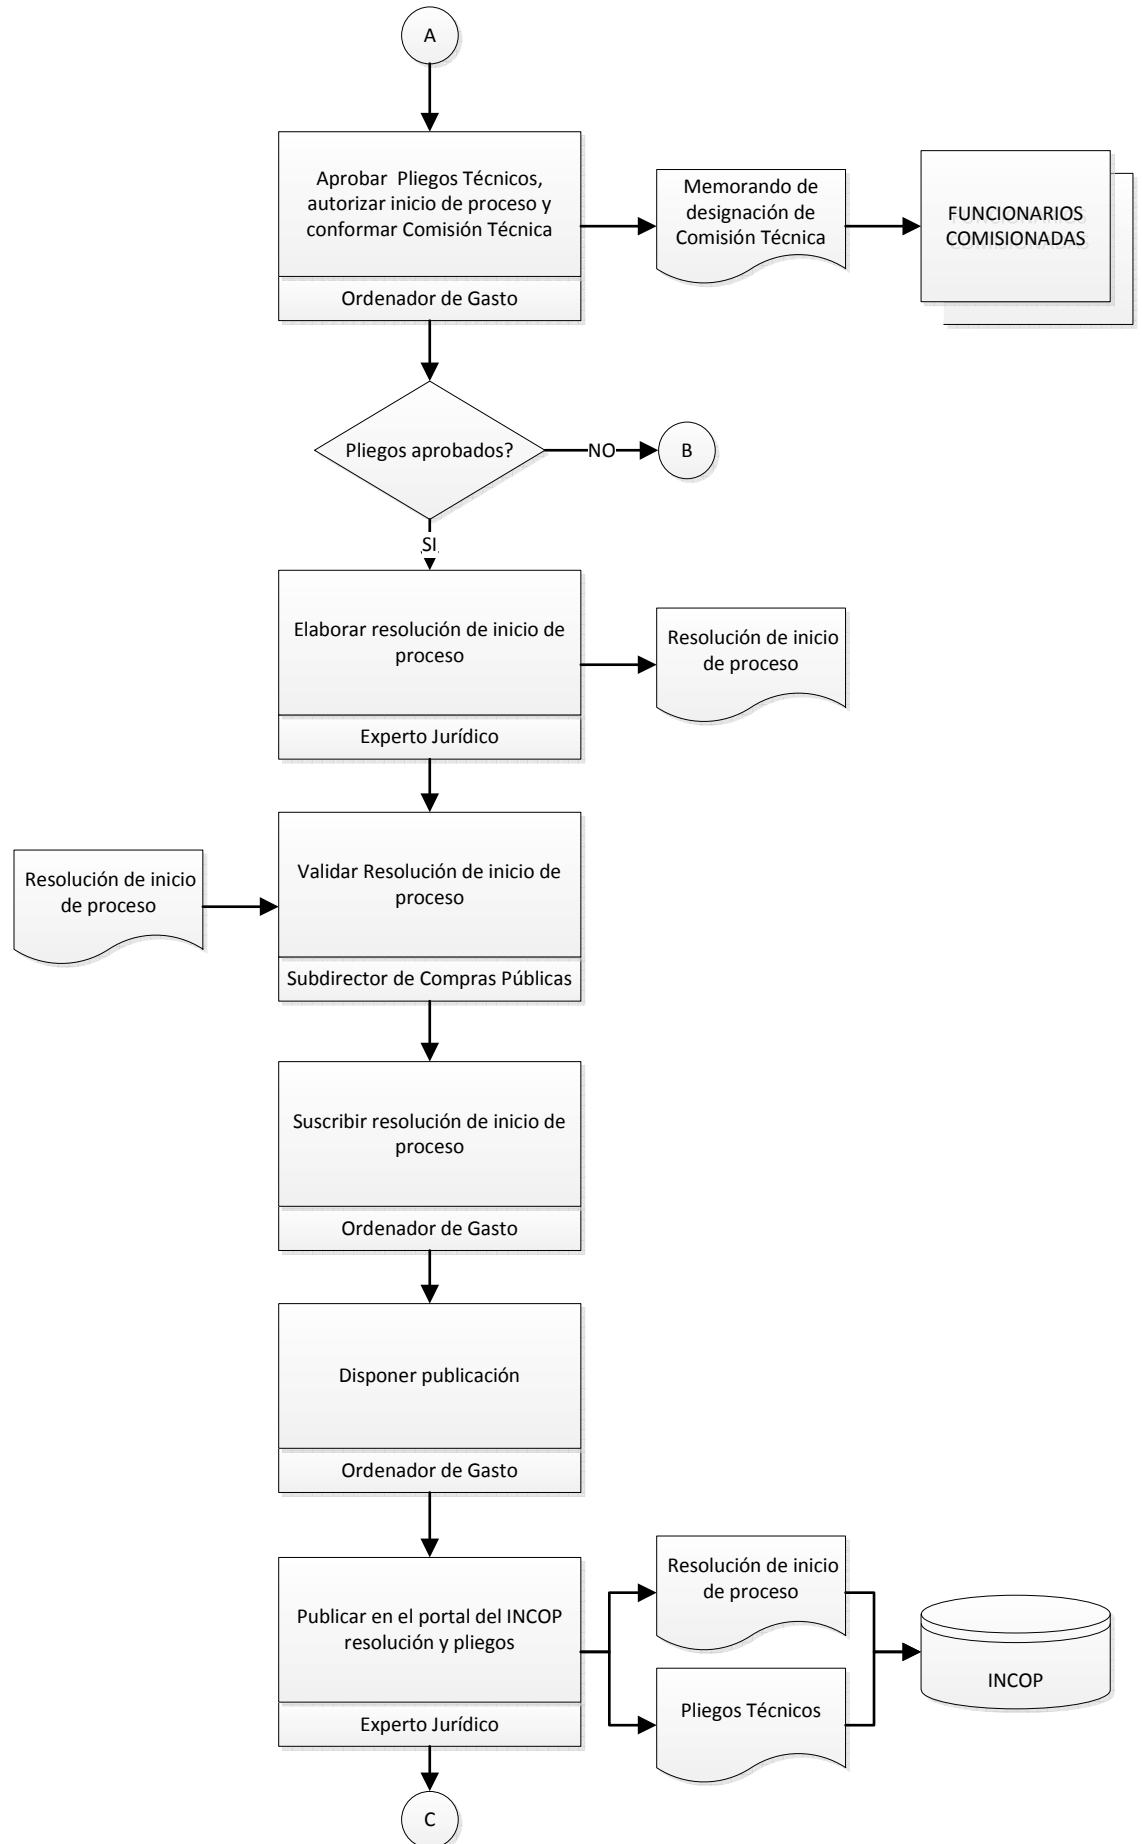 A
Aprobar Pliegos Técnicos,
autorizar inicio de proceso y
conformar Comisión Técnica
Ordenador de Gasto
Memorando de
designación de
Comisión Técnica
FUNCIONARIOS
COMISIONADAS
Pliegos aprobados?
NO
B
SI
Elaborar resolución de inicio de
proceso
Experto Jurídico
Resolución de inicio
de proceso
Resolución de inicio
de proceso
Validar Resolución de inicio de
proceso
Subdirector de Compras Públicas
Suscribir resolución de inicio de
proceso
Ordenador de Gasto
Disponer publicación
Ordenador de Gasto
Publicar en el portal del INCOP
resolución y pliegos
Experto Jurídico
Resolución de inicio
de proceso
Pliegos Técnicos
INCOP
C